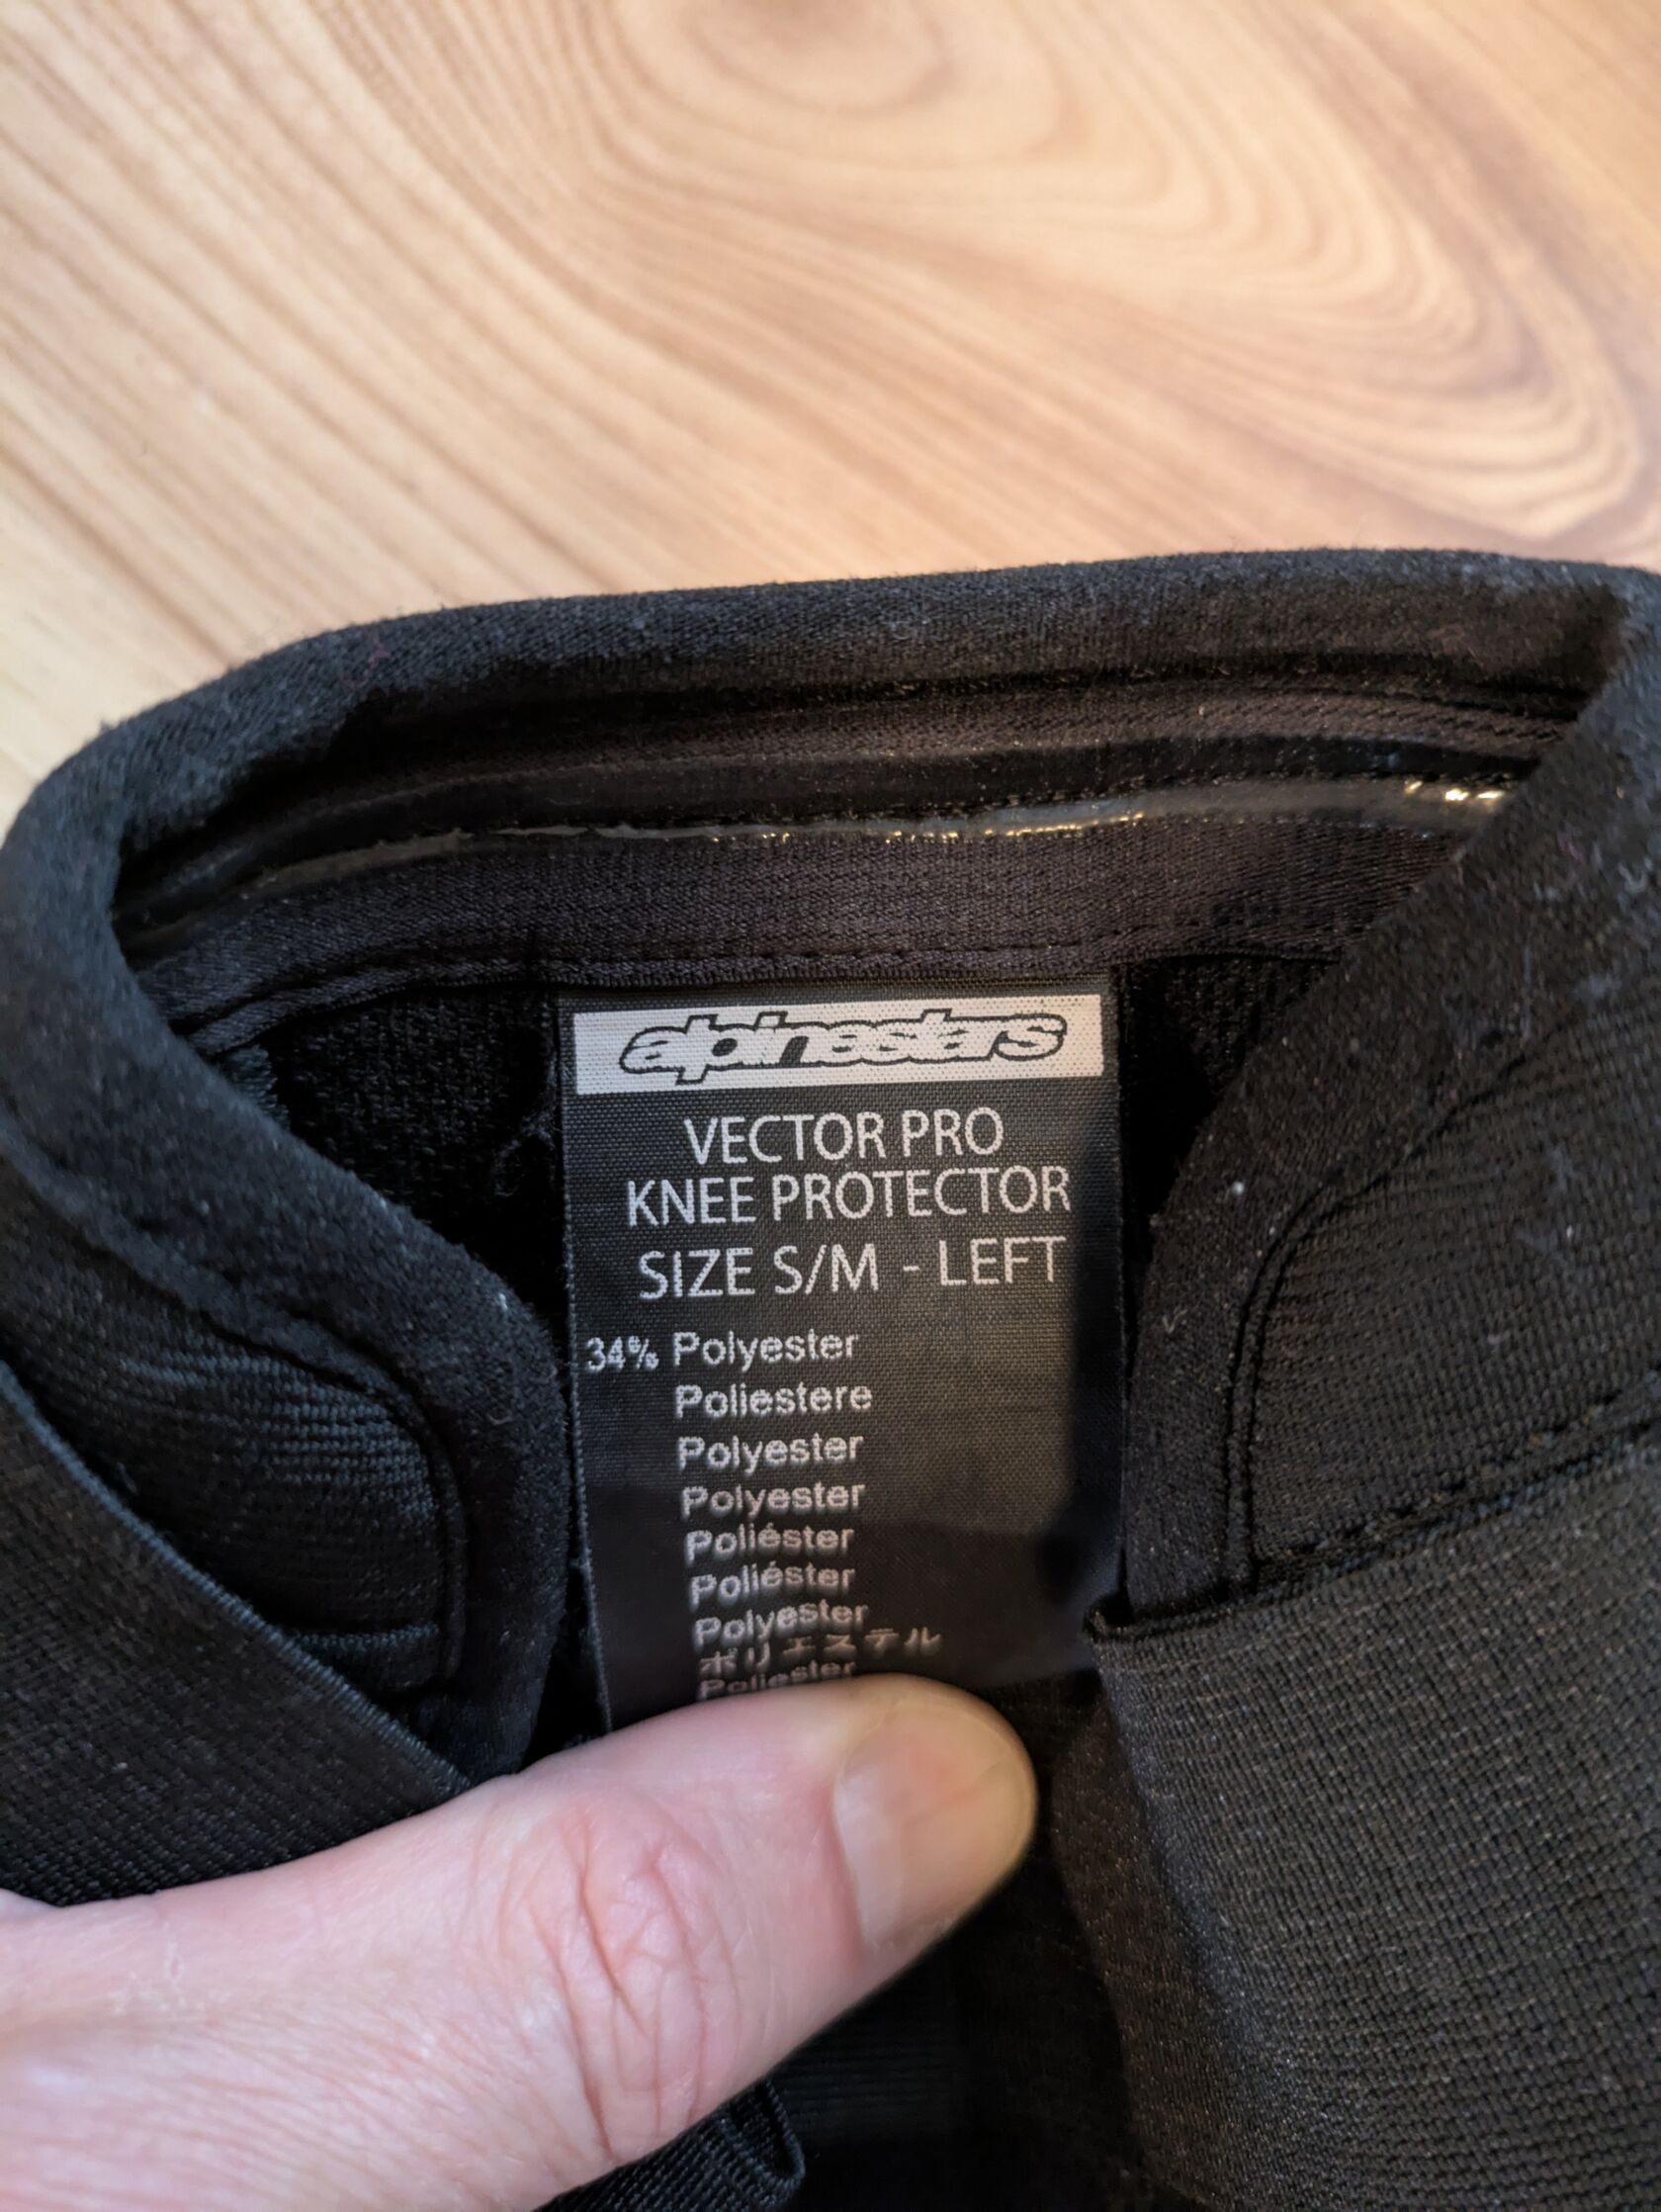 alpinestars
VECTOR PRO
KNEE PROTECTOR
SIZE S/M - LEFT
34% Polyester
Poliestere
Polyester
Polyester
Poliéster
Poliéster
Polyester
ポリエステル
Poliester